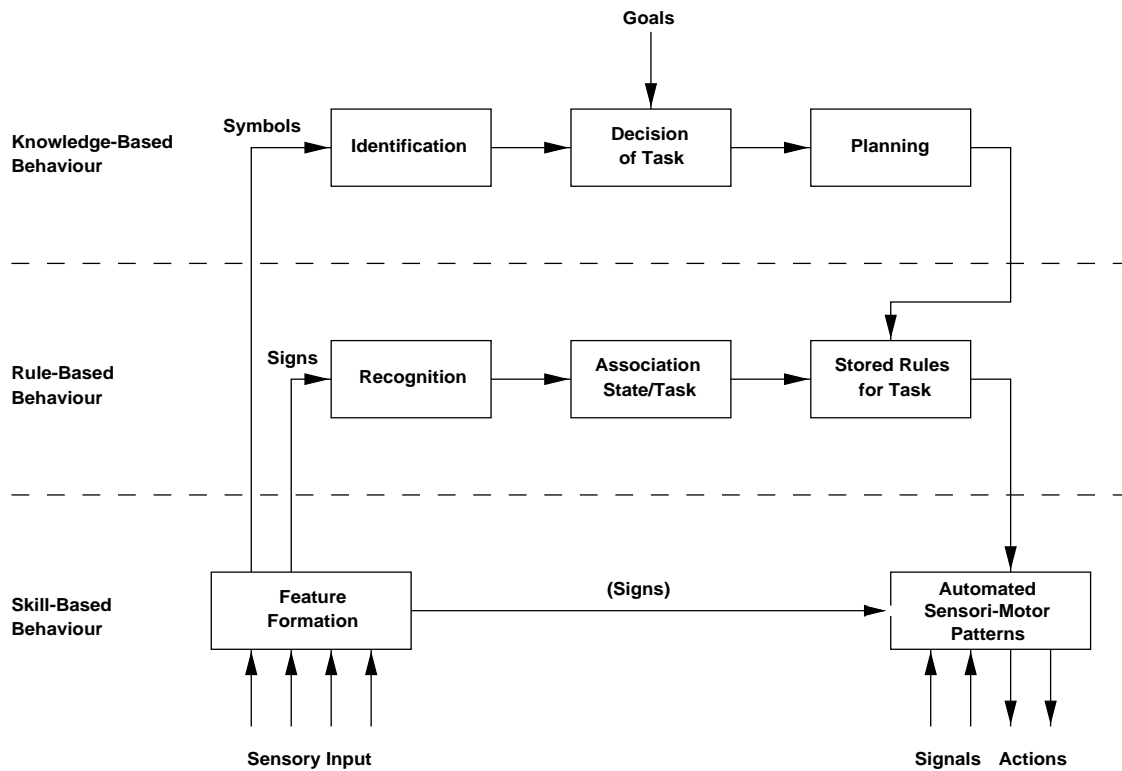 Goals
Symbols
Knowledge-Based
Behaviour
Identification
Decision
of Task
Planning
Signs
Rule-Based
Behaviour
Recognition
Association
State/Task
Stored Rules
for Task
Skill-Based
Behaviour
Feature
Formation
(Signs)
Automated
Sensori-Motor
Patterns
Sensory Input
Signals
Actions